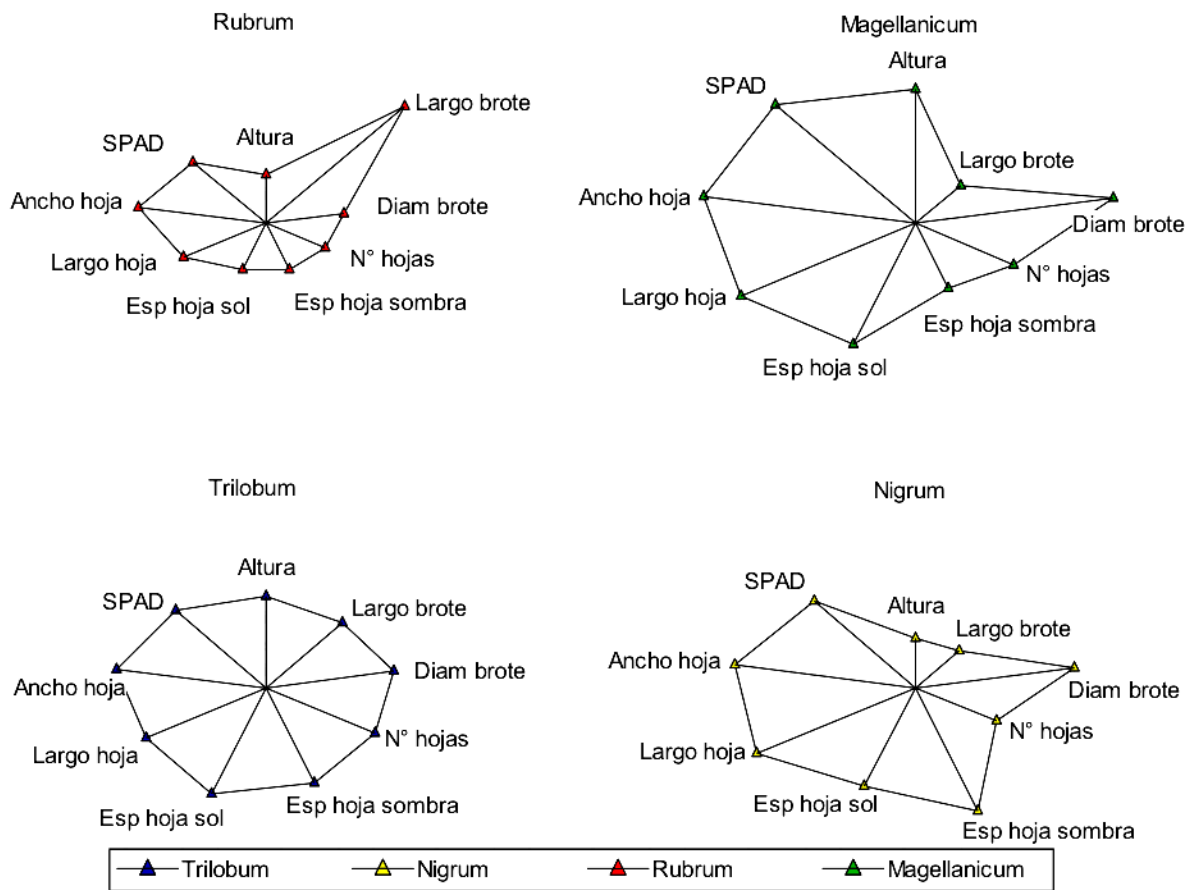 Rubrum
Largo brote
Altura
SPAD
Ancho hoja
Diam brote
N° hojas
Largo hoja
Esp hoja sol
Esp hoja sombra
Magellanicum
Altura
SPAD
Largo brote
Ancho hoja
Diam brote
N° hojas
Largo hoja
Esp hoja sombra
Esp hoja sol
Trilobum
Altura
SPAD
Largo brote
Diam brote
Ancho hoja
N° hojas
Largo hoja
Esp hoja sombra
Esp hoja sol
Nigrum
SPAD
Altura
Largo brote
Ancho hoja
Diam brote
N° hojas
Largo hoja
Esp hoja sol
Esp hoja sombra
Trilobum Nigrum Rubrum Magellanicum